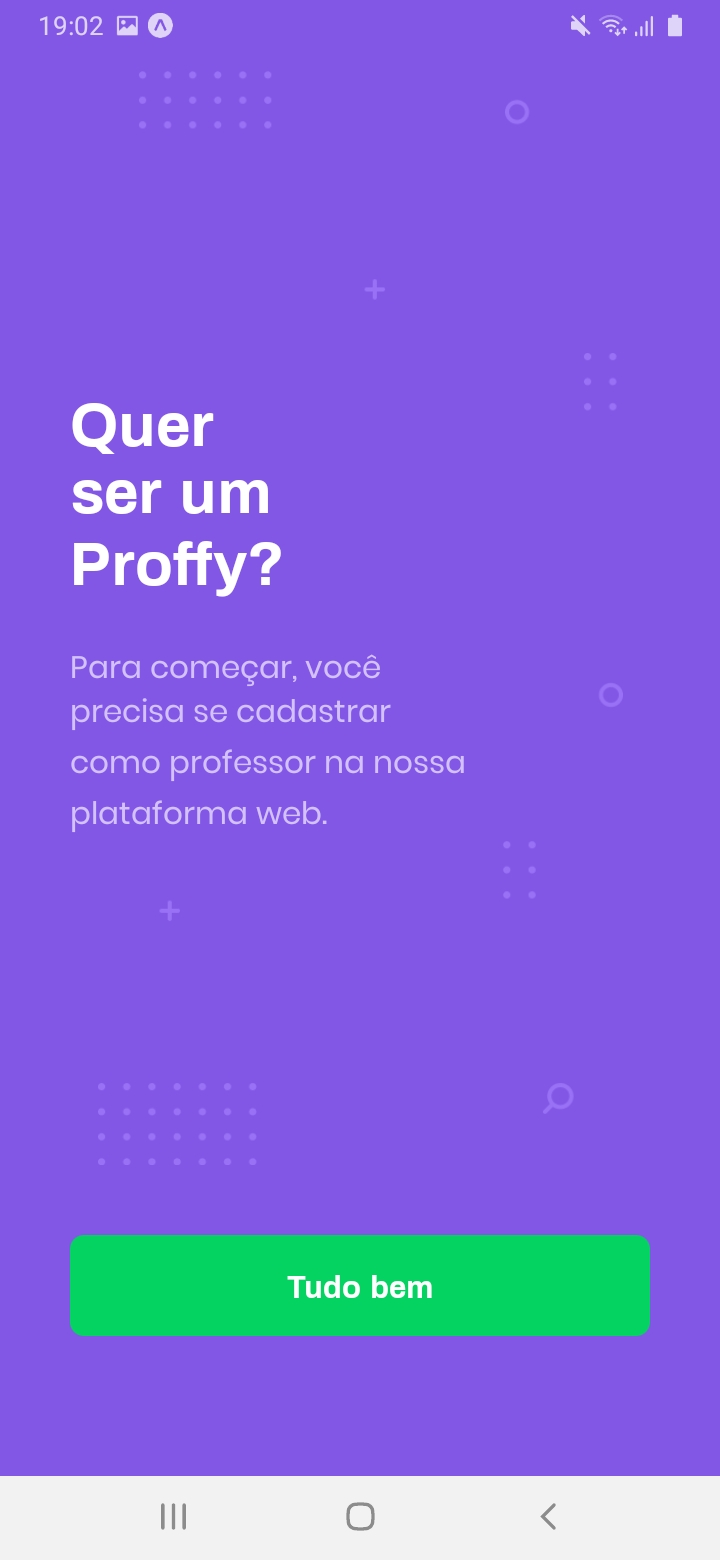 19:02
Quer
ser um
Proffy?
Para começar, você
precisa se cadastrar
como professor na nossa
plataforma web.
Tudo bem